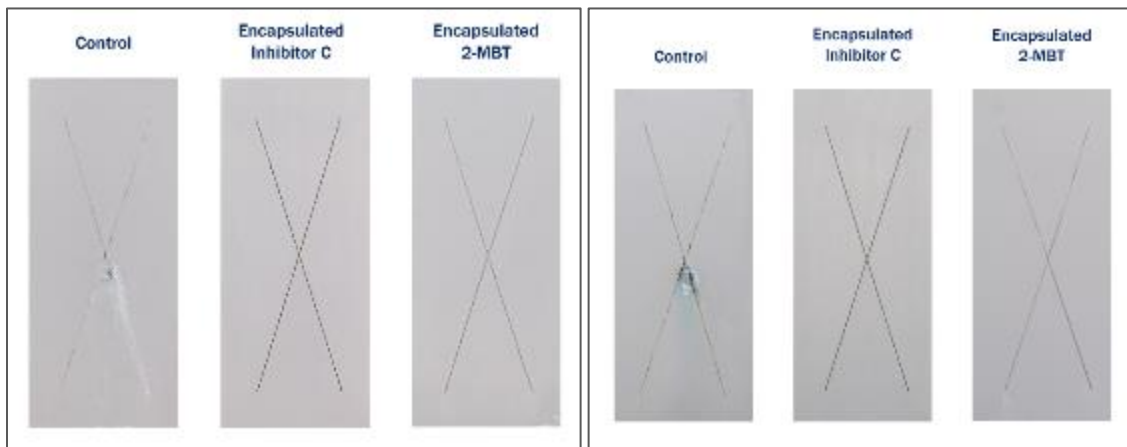 Control
Encapsulated
Inhibitor C
Encapsulated
2-MBT
Control
Encapsulated
Inhibitor C
Encapsulated
2-MBT